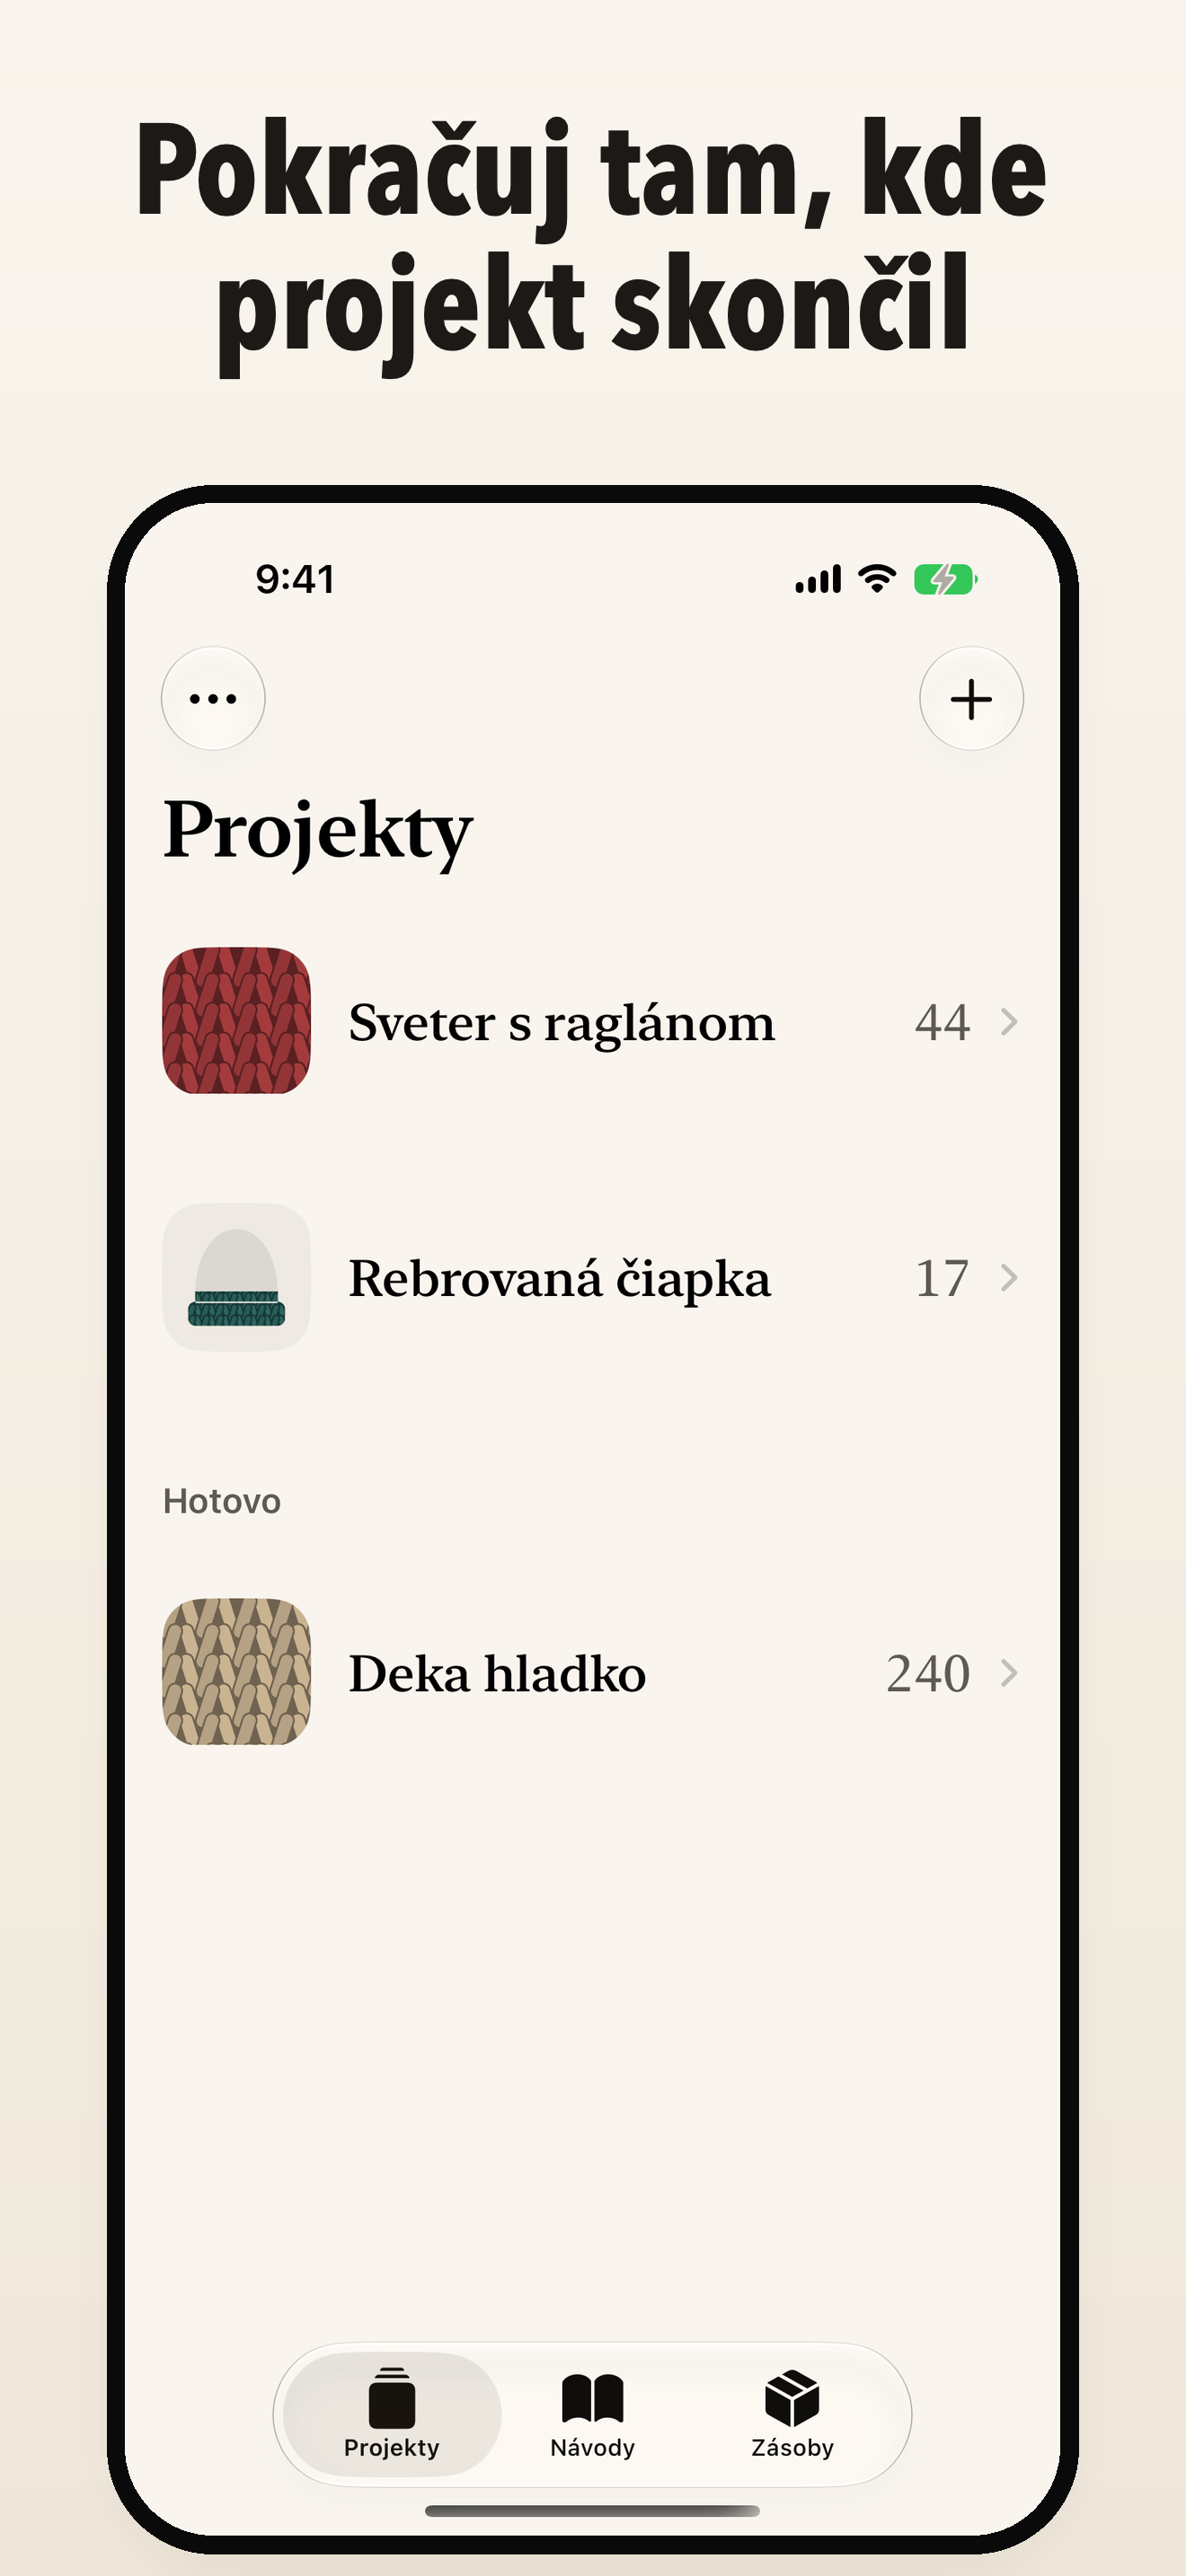 Pokračuj tam, kde
projekt skončil
9:41
Projekty
Sveter s raglánom 44
Rebrovaná čiapka 17
Hotovo
Deka hladko 240
Projekty Návody Zásoby